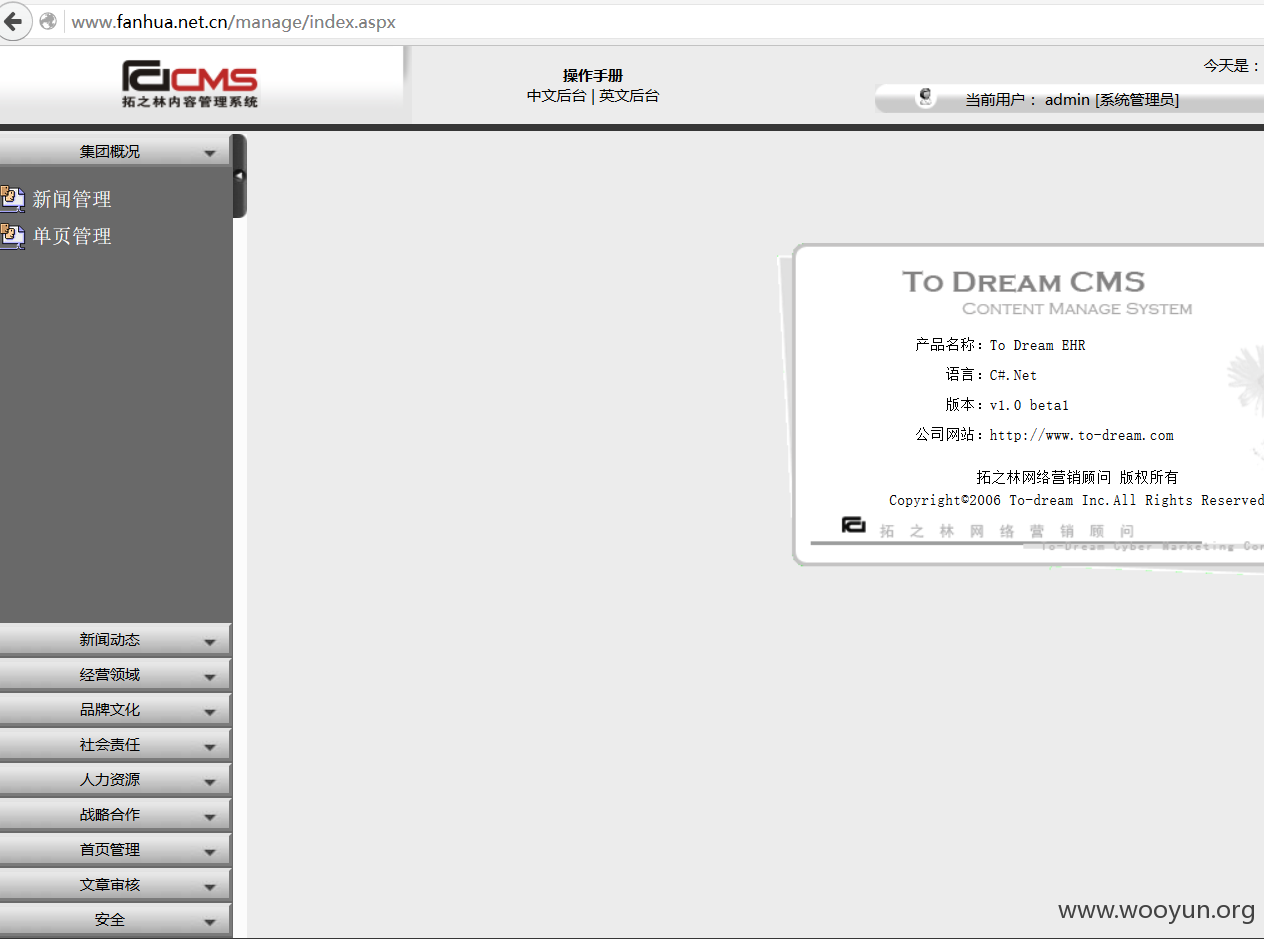 www.fanhua.net.cn/manage/index.aspx
CMS
拓之林内容管理系统
操作手册
中文后台 | 英文后台
今天是：
当前用户： admin [系统管理员]
集团概况
新闻管理
单页管理
新闻动态
经营领域
品牌文化
社会责任
人力资源
战略合作
首页管理
文章审核
安全
TO DREAM CMS
CONTENT MANAGE SYSTEM
产品名称：To Dream EHR
语言：C#.Net
版本：v1.0 beta1
公司网站：http://www.to-dream.com
拓之林网络营销顾问 版权所有
Copyright©2006 To-dream Inc.All Rights Reserved
拓之林网络营销顾问
To-Dream Cyber Marketing Con
www.wooyun.org